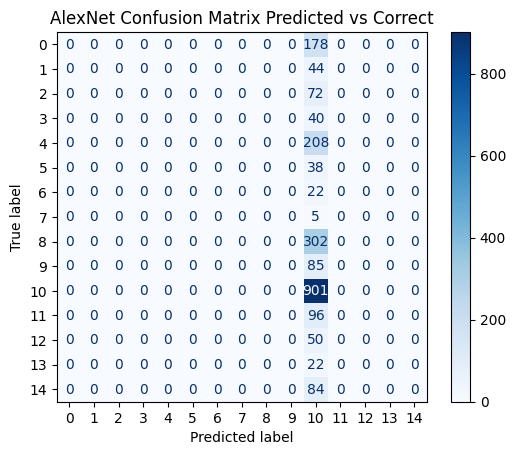 AlexNet Confusion Matrix Predicted vs Correct
0 0 0 0 0 0 0 0 0 0 0 178 0 0 0 0
1 0 0 0 0 0 0 0 0 0 0 44 0 0 0 0
2 0 0 0 0 0 0 0 0 0 0 72 0 0 0 0
3 0 0 0 0 0 0 0 0 0 0 40 0 0 0 0
4 0 0 0 0 0 0 0 0 0 0 208 0 0 0 0
5 0 0 0 0 0 0 0 0 0 0 38 0 0 0 0
6 0 0 0 0 0 0 0 0 0 0 22 0 0 0 0
7 0 0 0 0 0 0 0 0 0 0 5 0 0 0 0
8 0 0 0 0 0 0 0 0 0 0 302 0 0 0 0
9 0 0 0 0 0 0 0 0 0 0 85 0 0 0 0
10 0 0 0 0 0 0 0 0 0 0 901 0 0 0 0
11 0 0 0 0 0 0 0 0 0 0 96 0 0 0 0
12 0 0 0 0 0 0 0 0 0 0 50 0 0 0 0
13 0 0 0 0 0 0 0 0 0 0 22 0 0 0 0
14 0 0 0 0 0 0 0 0 0 0 84 0 0 0 0
0 1 2 3 4 5 6 7 8 9 10 11 12 13 14
Predicted label
True label
800
600
400
200
0